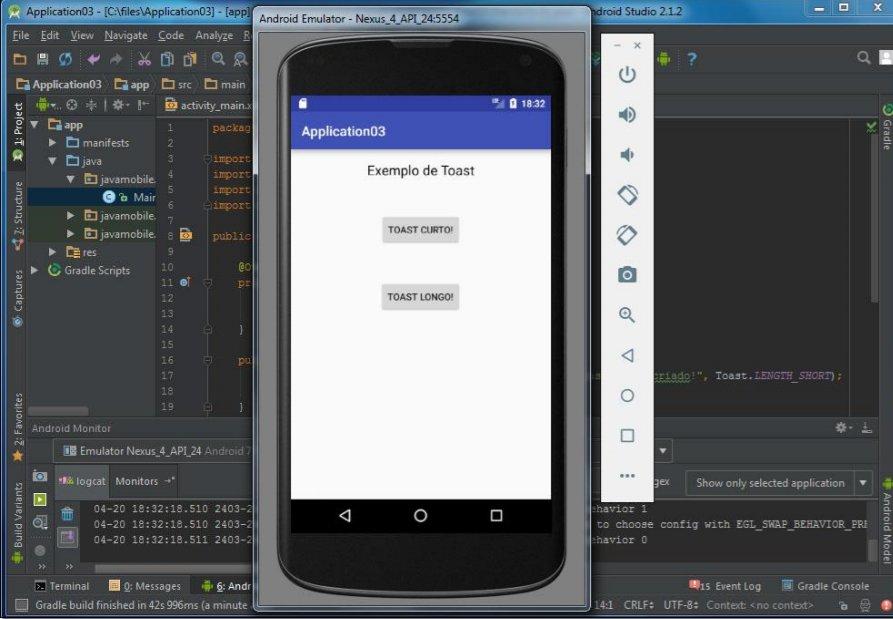 Application03 - [C:\files\Application03] - [app]
Android Emulator - Nexus_4_API_24:5554
Android Studio 2.1.2
File Edit View Navigate Code Analyze
Application03 app src main
activity_main.x
1: Project
app
manifests
java
javamobile.
Main
javamobile.
javamobile.
res
Gradle Scripts
7: Structure
Captures
2: Favorites
Build Variants
Gradle
Android Model
1 packag
2
3 import
4 import
5 import
6 import
7
8 public
9
10 @O
11 pr
12
13
14 }
15
16 pu
17
18
19 }
criado!", Toast.LENGTH_SHORT);
18:32
Application03
Exemplo de Toast
TOAST CURTO!
TOAST LONGO!
Android Monitor
Emulator Nexus_4_API_24 Android 7
logcat Monitors
gex Show only selected application
04-20 18:32:18.510 2403-2 ehavior 1
04-20 18:32:18.510 2403-2 to choose config with EGL_SWAP_BEHAVIOR_PRE
04-20 18:32:18.511 2403-2 ehavior 0
Terminal 0: Messages 6: Andr 15 Event Log Gradle Console
Gradle build finished in 42s 996ms (a minute 14:1 CRLF UTF-8 Context: <no context>